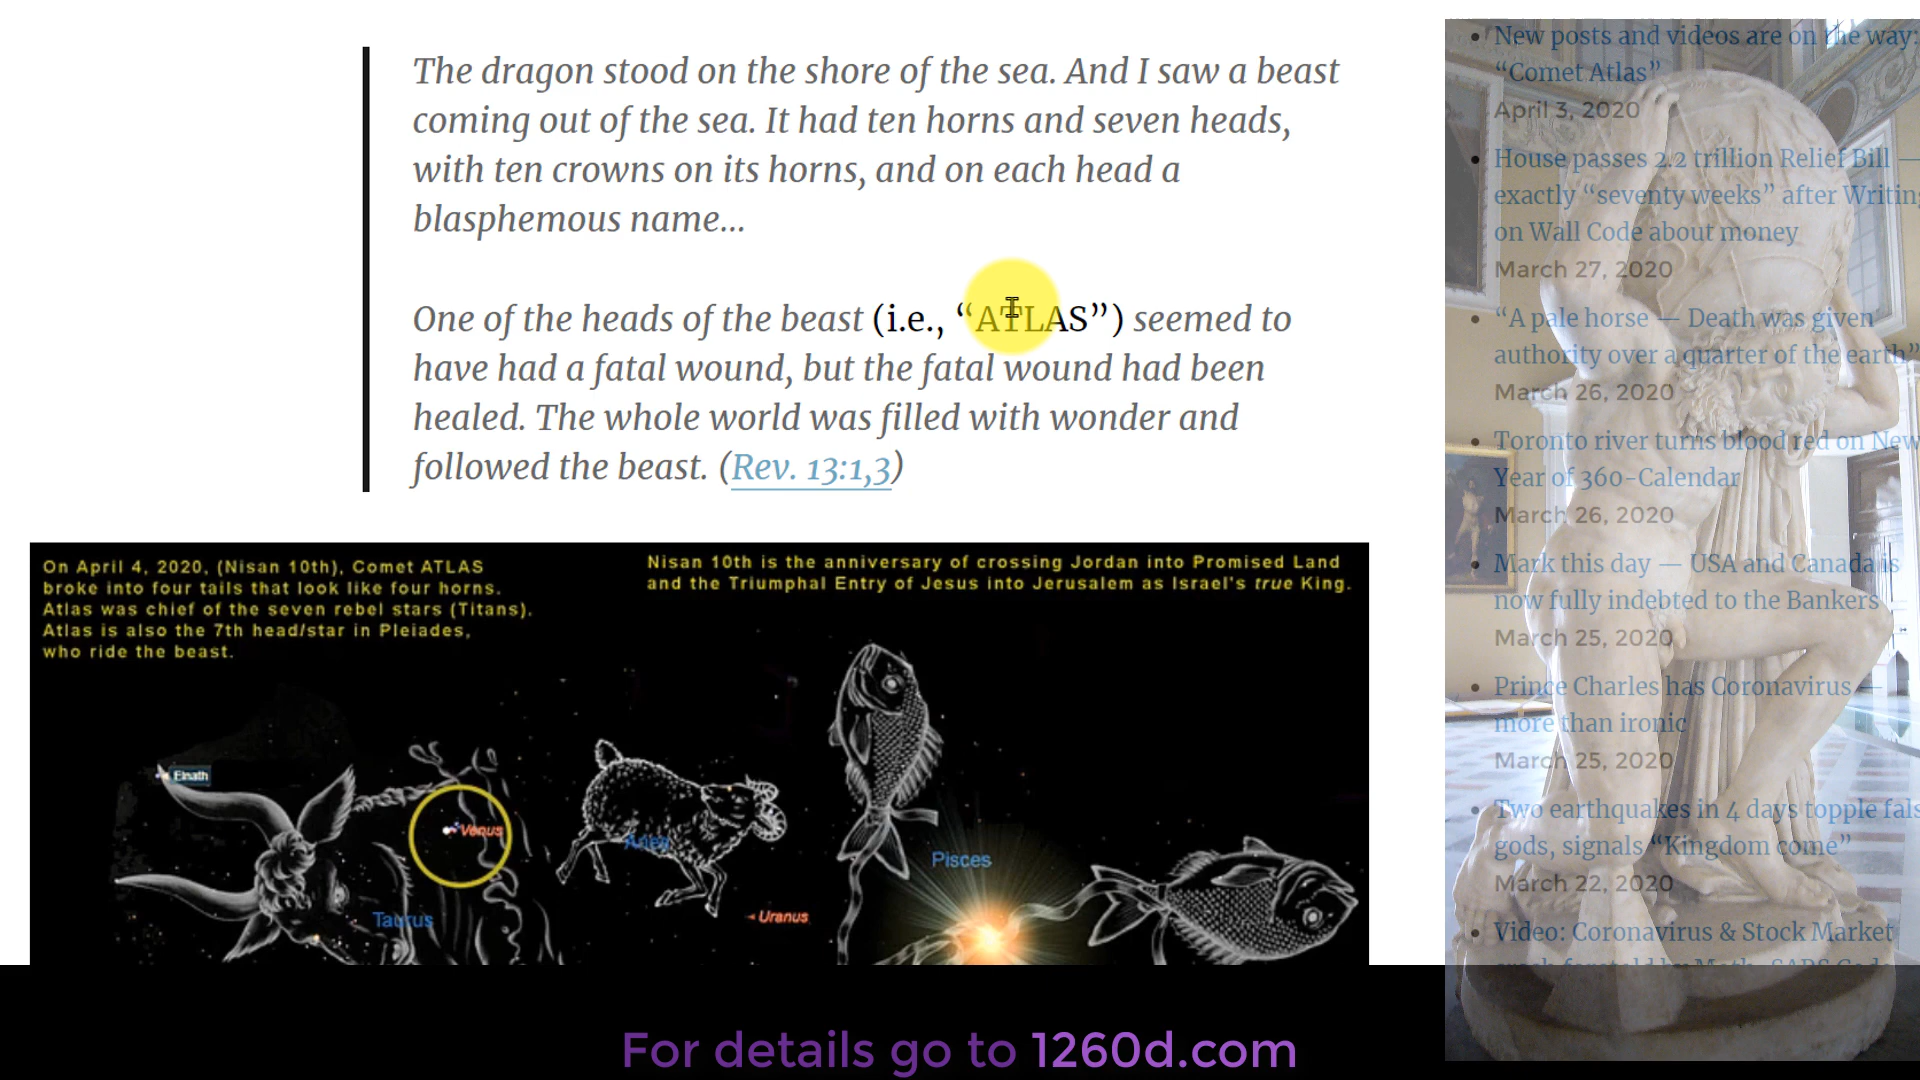 The dragon stood on the shore of the sea. And I saw a beast
coming out of the sea. It had ten horns and seven heads,
with ten crowns on its horns, and on each head a
blasphemous name...
One of the heads of the beast (i.e., “ATLAS”) seemed to
have had a fatal wound, but the fatal wound had been
healed. The whole world was filled with wonder and
followed the beast. (Rev. 13:1,3)
On April 4, 2020, (Nisan 10th), Comet ATLAS
broke into four tails that look like four horns.
Atlas was chief of the seven rebel stars (Titans).
Atlas is also the 7th head/star in Pleiades,
who ride the beast.
Nisan 10th is the anniversary of crossing Jordan into Promised Land
and the Triumphal Entry of Jesus into Jerusalem as Israel's true King.
Elnath
Venus
Aries
Pisces
Uranus
Taurus
New posts and videos are on the way:
“Comet Atlas”
April 3, 2020
House passes 2.2 trillion Relief Bill —
exactly “seventy weeks” after Writing
on Wall Code about money
March 27, 2020
“A pale horse — Death was given
authority over a quarter of the earth”
March 26, 2020
Toronto river turns blood red on New
Year of 360-Calendar
March 26, 2020
Mark this day — USA and Canada is
now fully indebted to the Bankers
March 25, 2020
Prince Charles has Coronavirus —
more than ironic
March 25, 2020
Two earthquakes in 4 days topple fals
gods, signals “Kingdom come”
March 22, 2020
Video: Coronavirus & Stock Market
For details go to 1260d.com